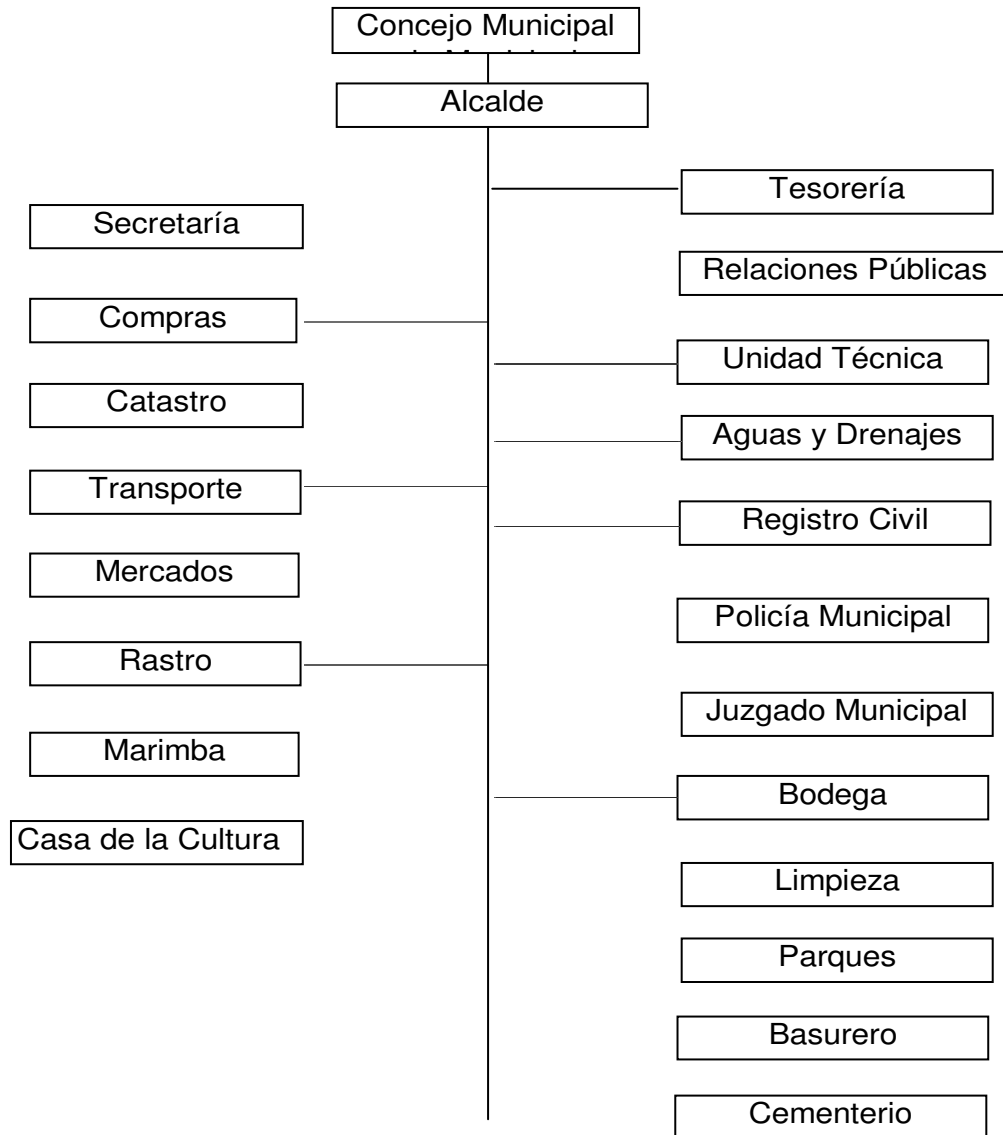 Concejo Municipal
Alcalde
Tesorería
Secretaría
Relaciones Públicas
Compras
Unidad Técnica
Catastro
Aguas y Drenajes
Transporte
Registro Civil
Mercados
Policía Municipal
Rastro
Juzgado Municipal
Marimba
Bodega
Casa de la Cultura
Limpieza
Parques
Basurero
Cementerio